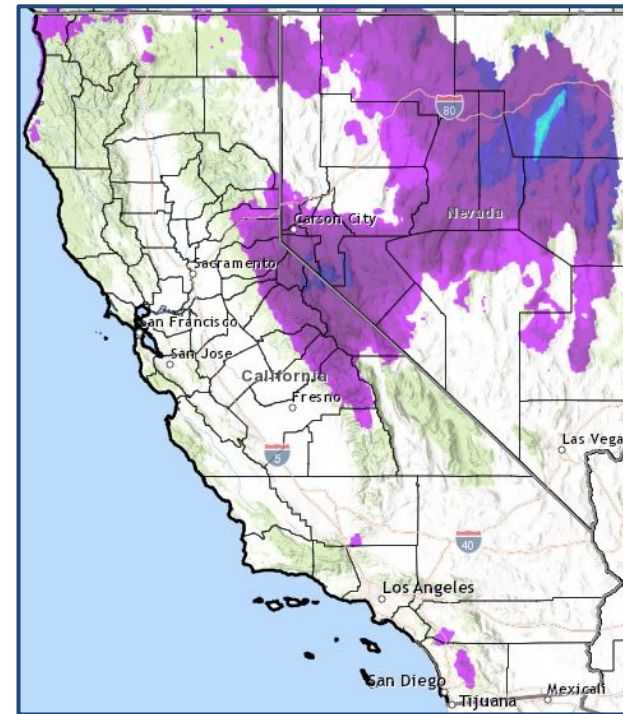 80
Nevada
Carson City
Sacramento
San Francisco
San Jose
California
Fresno
5
Las Vega
40
Los Angeles
San Diego
Tijuana
Mexicali